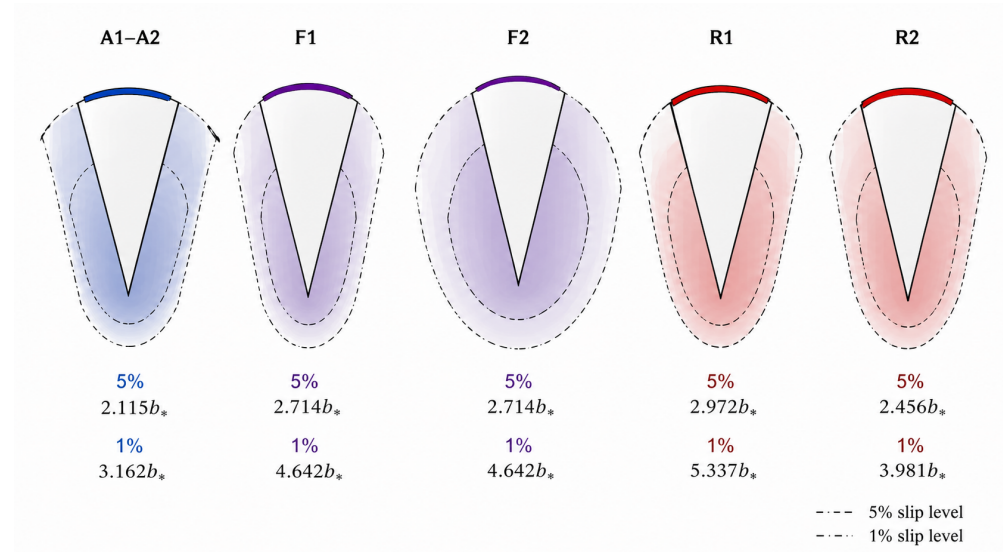 A1–A2 F1 F2 R1 R2
5% 5% 5% 5% 5%
2.115b* 2.714b* 2.714b* 2.972b* 2.456b*
1% 1% 1% 1% 1%
3.162b* 4.642b* 4.642b* 5.337b* 3.981b*
5% slip level
1% slip level